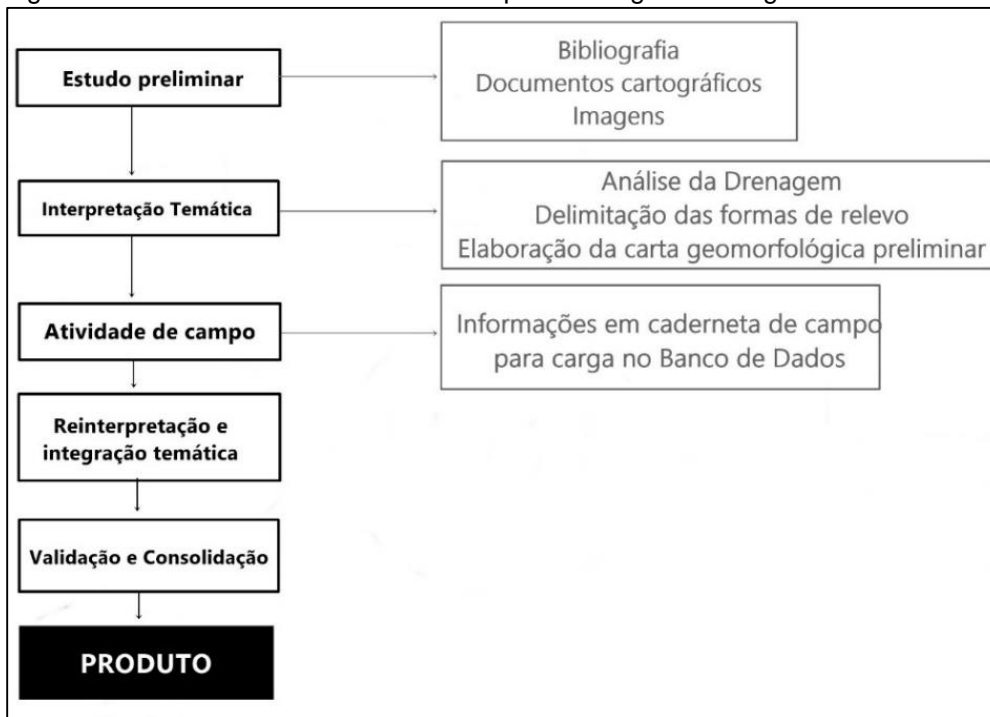 Estudo preliminar
Bibliografia
Documentos cartográficos
Imagens
Interpretação Temática
Análise da Drenagem
Delimitação das formas de relevo
Elaboração da carta geomorfológica preliminar
Atividade de campo
Informações em caderneta de campo
para carga no Banco de Dados
Reinterpretação e
integração temática
Validação e Consolidação
PRODUTO